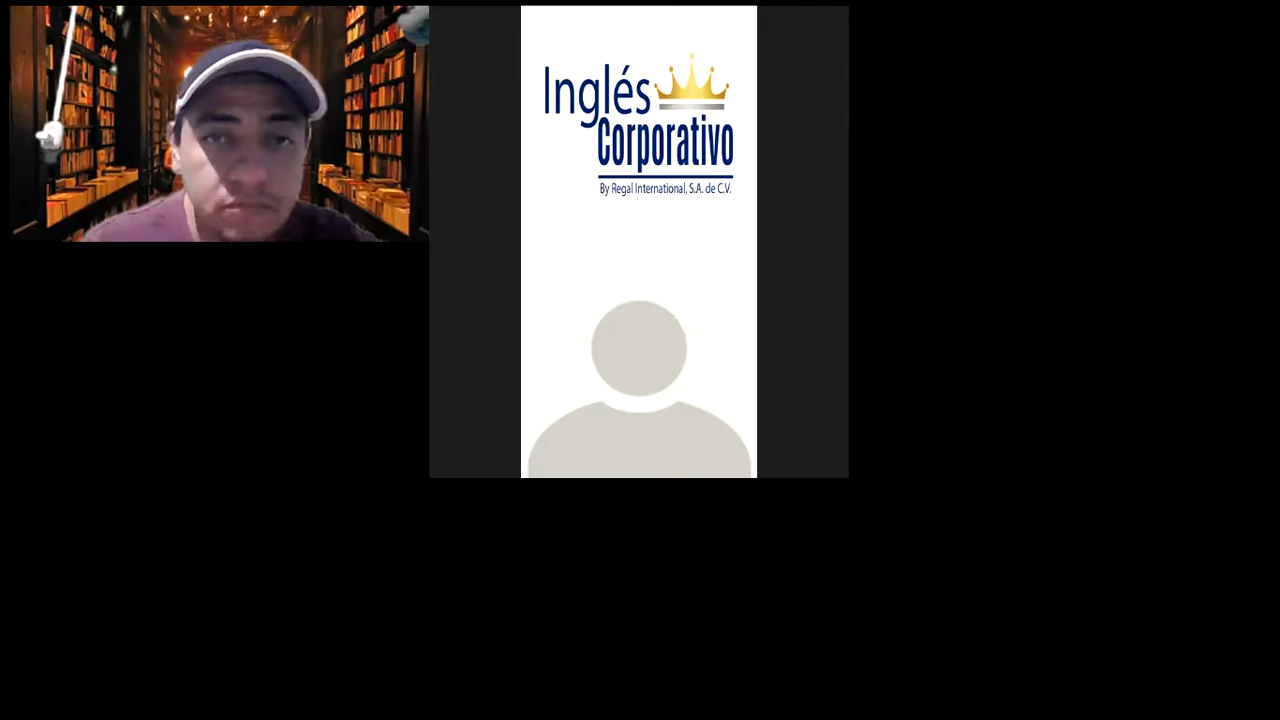 Inglés
Corporativo
By Regal International, S.A. de C.V.